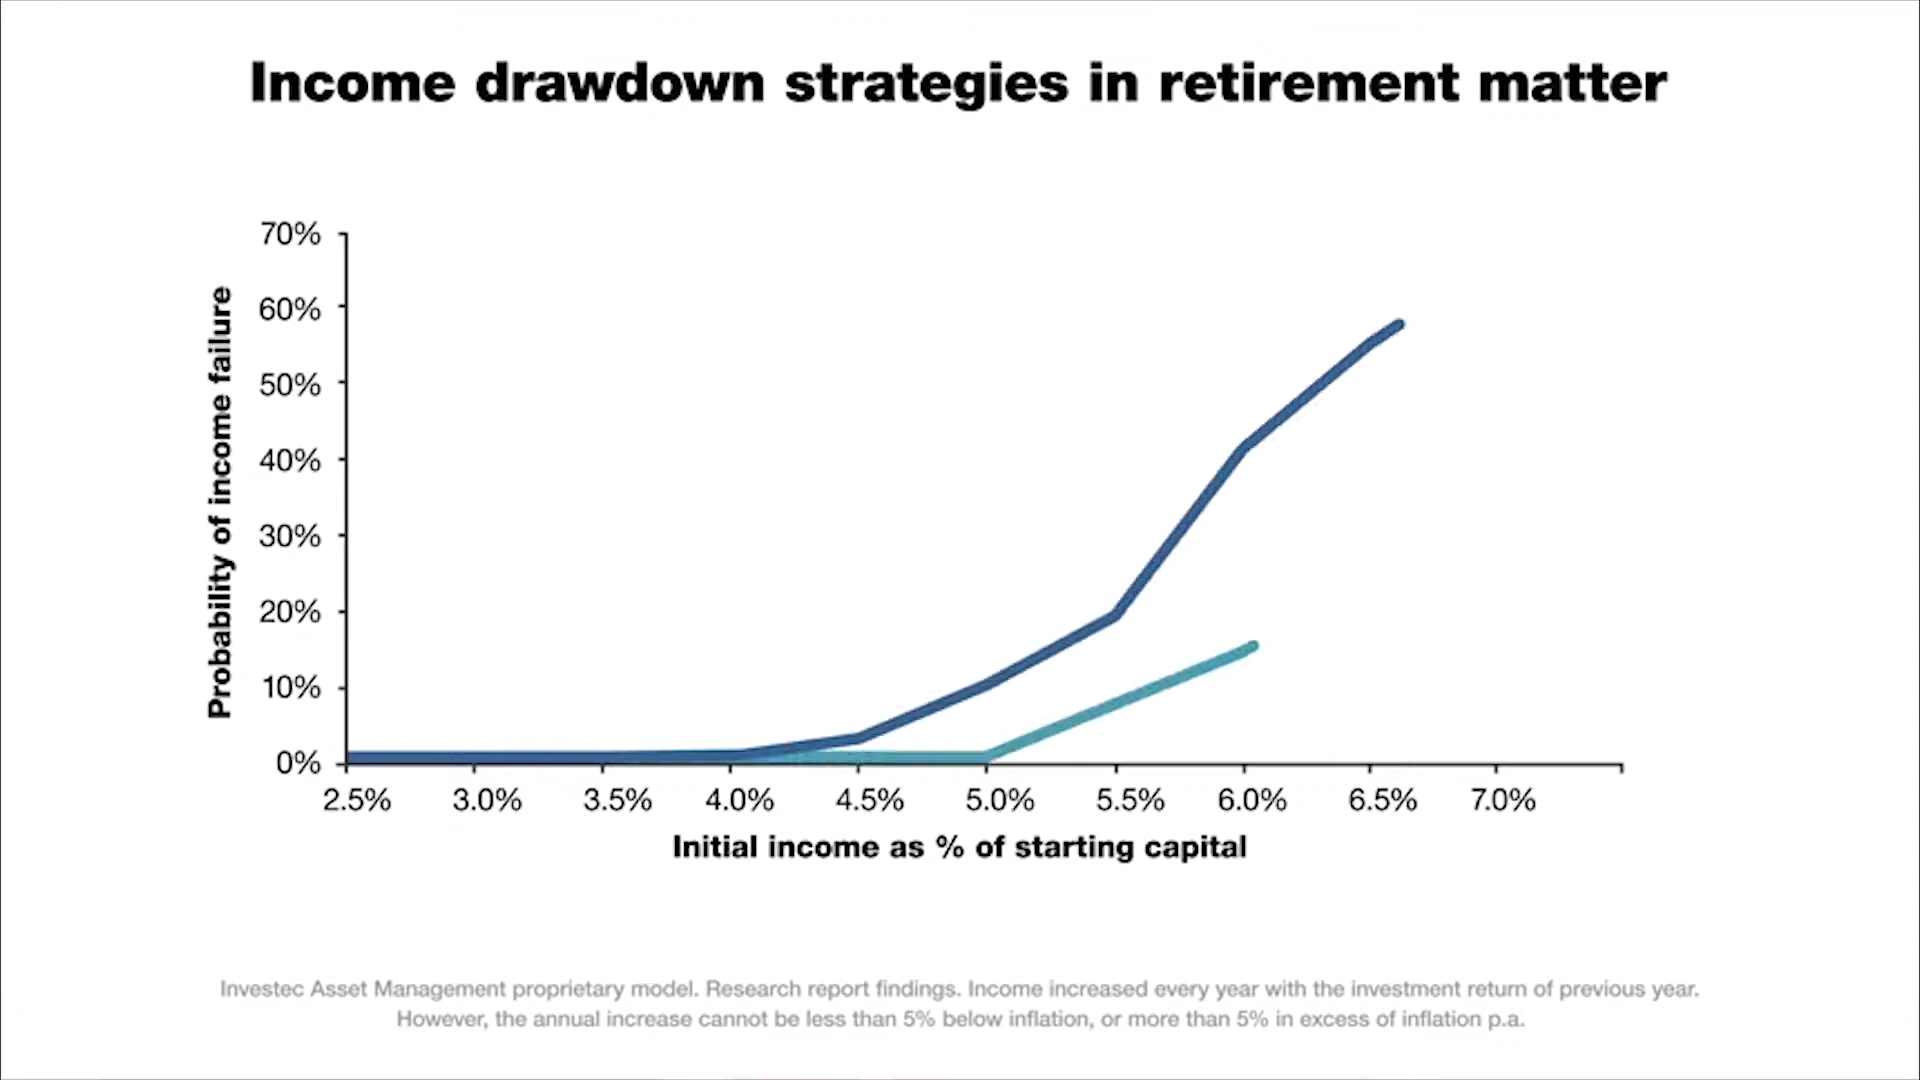 Income drawdown strategies in retirement matter
Probability of income failure
70%
60%
50%
40%
30%
20%
10%
0%
2.5% 3.0% 3.5% 4.0% 4.5% 5.0% 5.5% 6.0% 6.5% 7.0%
Initial income as % of starting capital
Investec Asset Management proprietary model. Research report findings. Income increased every year with the investment return of previous year.
However, the annual increase cannot be less than 5% below inflation, or more than 5% in excess of inflation p.a.